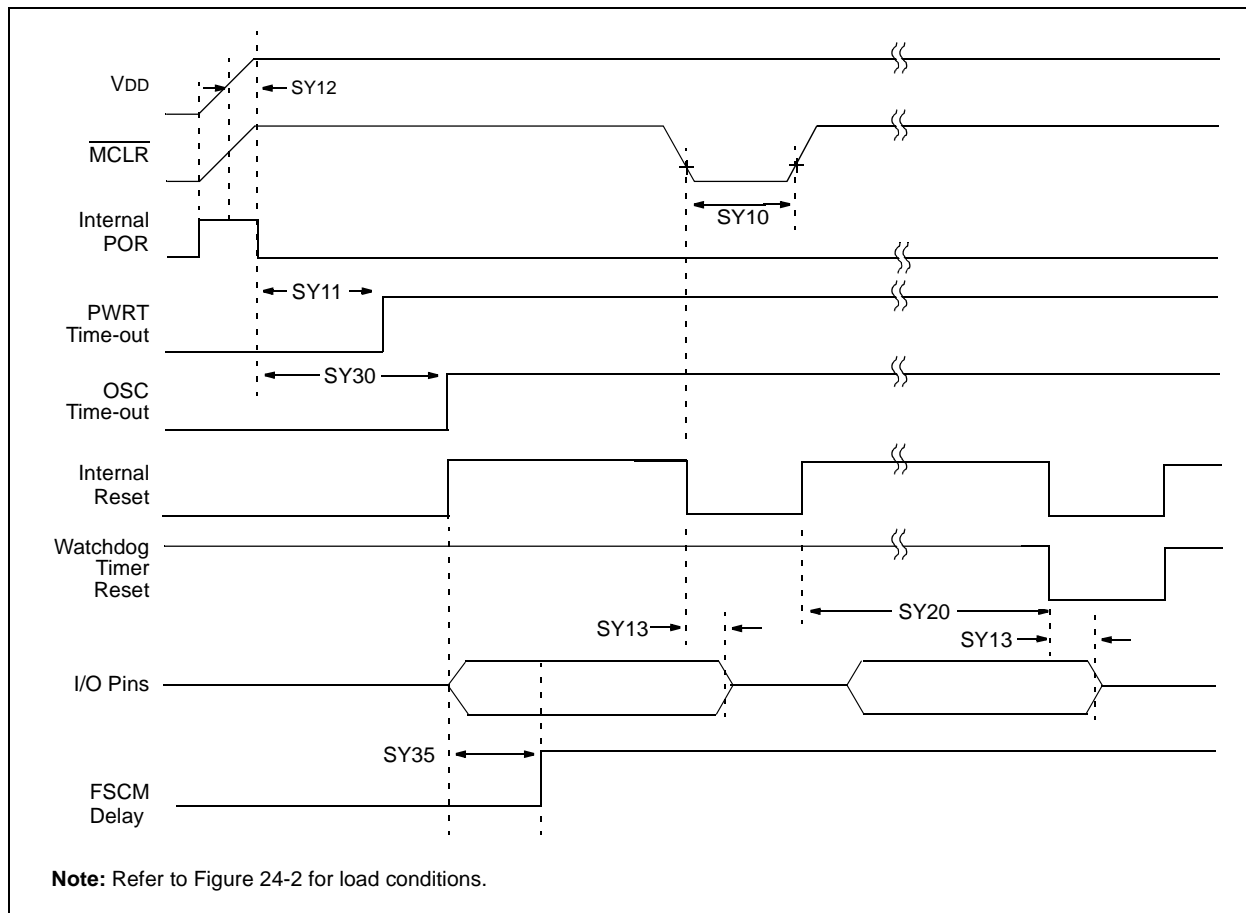 VDD
SY12
MCLR
SY10
Internal
POR
SY11
PWRT
Time-out
SY30
OSC
Time-out
Internal
Reset
Watchdog
Timer
Reset
SY20
SY13
SY13
I/O Pins
SY35
FSCM
Delay
Note: Refer to Figure 24-2 for load conditions.